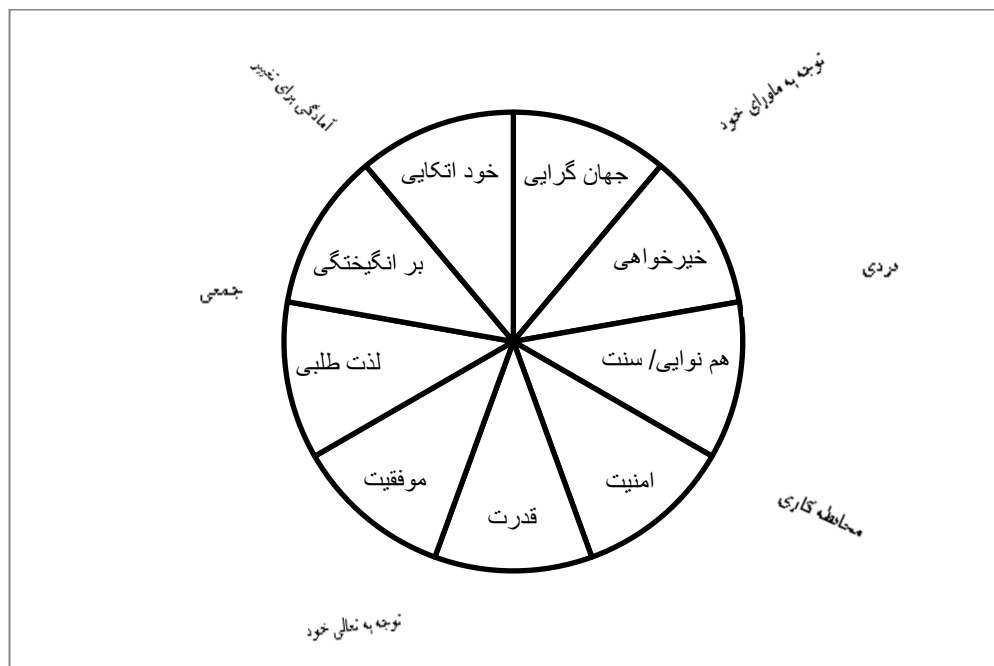 توجه به ماورای خود
آمادگی برای تغییر
جهان گرایی
خود اتکایی
خیرخواهی
بر انگیختگی
فردی
جمعی
هم نوایی/ سنت
لذت طلبی
امنیت
موفقیت
قدرت
محافظه کاری
توجه به تعالی خود